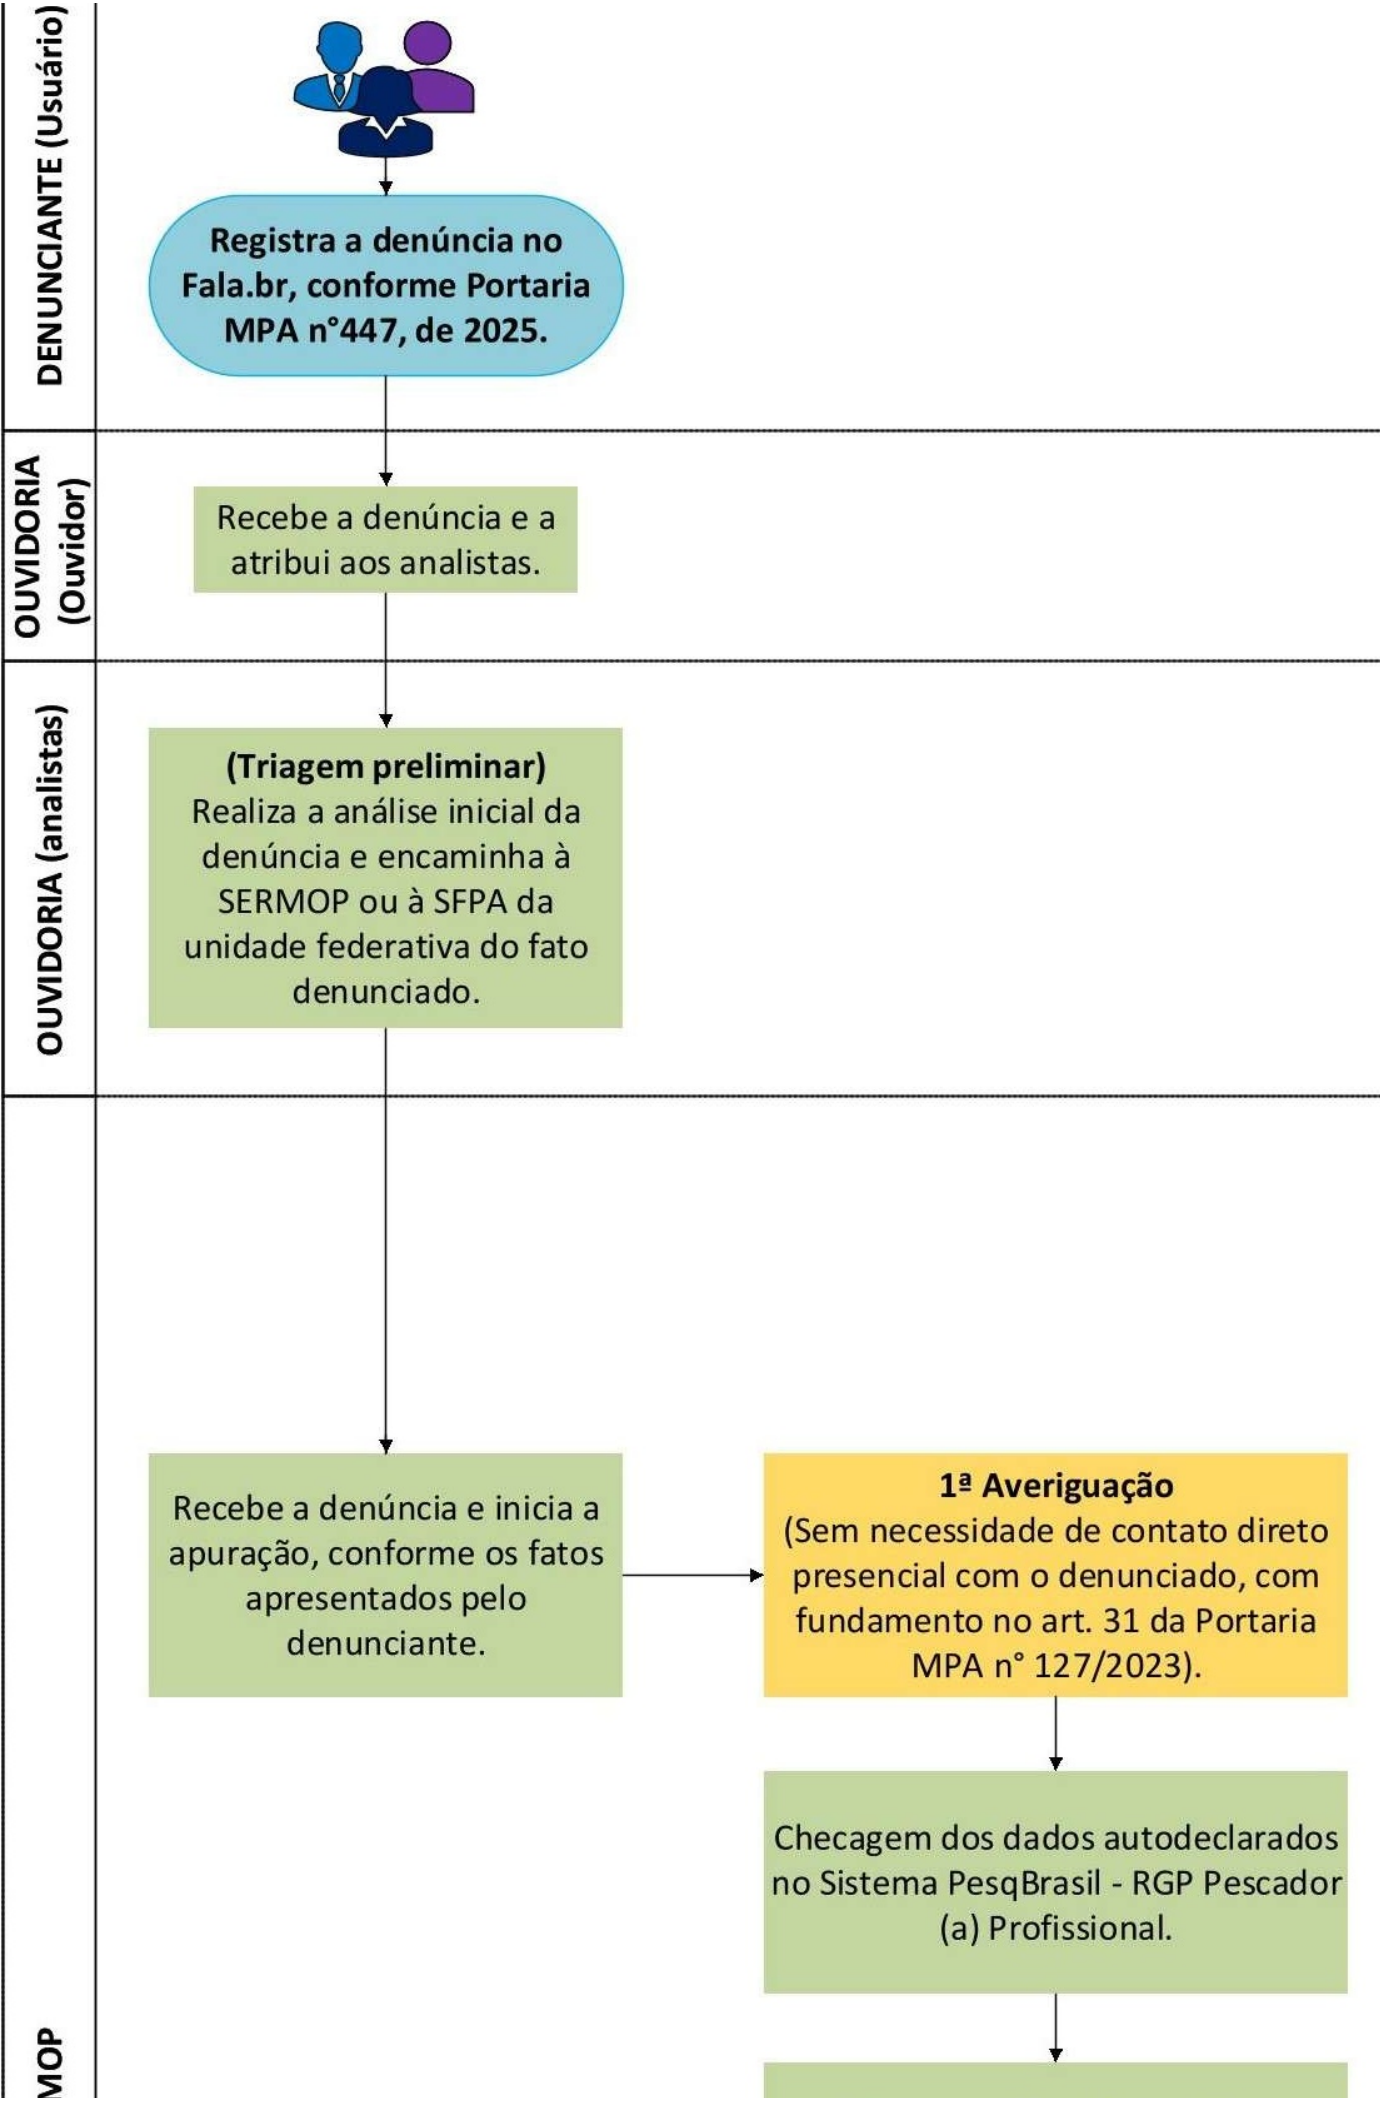 DENUNCIANTE (Usuário)
Registra a denúncia no
Fala.br, conforme Portaria
MPA n°447, de 2025.
OUVIDORIA
(Ouvidor)
Recebe a denúncia e a
atribui aos analistas.
OUVIDORIA (analistas)
(Triagem preliminar)
Realiza a análise inicial da
denúncia e encaminha à
SERMOP ou à SFPA da
unidade federativa do fato
denunciado.
Recebe a denúncia e inicia a
apuração, conforme os fatos
apresentados pelo
denunciante.
1ª Averiguação
(Sem necessidade de contato direto
presencial com o denunciado, com
fundamento no art. 31 da Portaria
MPA n° 127/2023).
Checagem dos dados autodeclarados
no Sistema PesqBrasil - RGP Pescador
(a) Profissional.
MOP